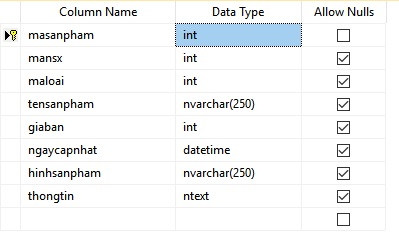 Column Name Data Type Allow Nulls
masanpham int
mansx int
maloai int
tensanpham nvarchar(250)
giaban int
ngaycapnhat datetime
hinhsanpham nvarchar(250)
thongtin ntext